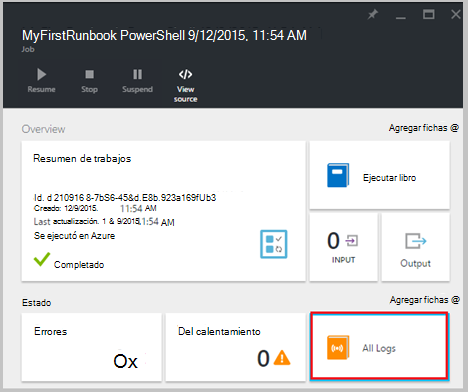 MyFirstRunbook PowerShell 9/12/2015, 11:54 AM
Job
Resume
Stop
Suspend
View source
Overview
Agregar fichas @
Resumen de trabajos
Id. d 210916 8-7bS6-45&d.E8b.923a169fUb3
Creado: 12/9/2015. 11:54 AM
Last actualización. 1 & 9/2015, 11:54 AM
Se ejecutó en Azure
Completado
Ejecutar libro
0
INPUT
Output
Estado
Agregar fichas @
Errores
Ox
Del calentamiento
0
All Logs